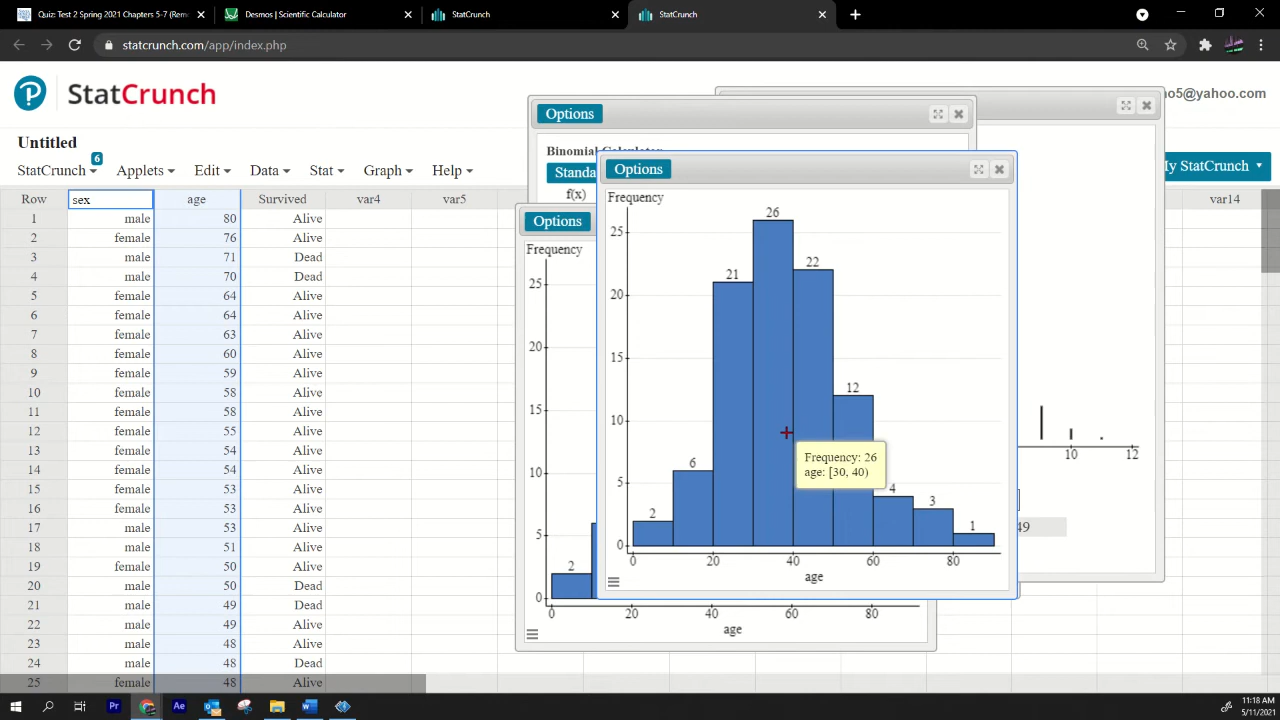 Quiz: Test 2 Spring 2021 Chapters 5-7 (Rem
Desmos | Scientific Calculator
StatCrunch
StatCrunch
statcrunch.com/app/index.php
StatCrunch
no5@yahoo.com
Untitled
6
StatCrunch Applets Edit Data Stat Graph Help
My StatCrunch
Row sex age Survived var4 var5 var14
1 male 80 Alive
2 female 76 Alive
3 male 71 Dead
4 male 70 Dead
5 female 64 Alive
6 female 64 Alive
7 female 63 Alive
8 female 60 Alive
9 female 59 Alive
10 female 58 Alive
11 female 58 Alive
12 female 55 Alive
13 female 54 Alive
14 female 54 Alive
15 female 53 Alive
16 female 53 Alive
17 male 53 Alive
18 male 51 Alive
19 female 50 Alive
20 male 50 Dead
21 male 49 Dead
22 male 49 Alive
23 male 48 Alive
24 male 48 Dead
25 female 48 Alive
Options
Binomial Calculator
Standa
f(x)
Options
Frequency
25
20
15
10
5
0
2
0 20 40 60 80
age
Options
Frequency
25
20
15
10
5
0
2
6
21
26
22
12
4
3
1
Frequency: 26
age: [30, 40)
0 20 40 60 80
age
10 12
49
Pr
Ae
11:18 AM
5/11/2021